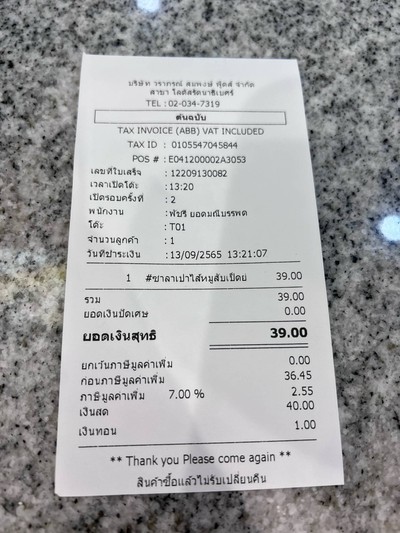 บริษัท วราภรณ์ สมพงษ์ ฟู้ดส์ จำกัด
สาขา โลตัสรัตนาธิเบศร์
TEL : 02-034-7319
ต้นฉบับ
TAX INVOICE (ABB) VAT INCLUDED
TAX ID : 0105547045844
POS # : E041200002A3053
เลขที่ใบเสร็จ : 12209130082
เวลาเปิดโต๊ะ : 13:20
เปิดรอบครั้งที่ : 2
พนักงาน : พัชรี ยอดมณีบรรพต
โต๊ะ : T01
จำนวนลูกค้า : 1
วันที่ชำระเงิน : 13/09/2565 13:21:07
1 #ซาลาเปาไส้หมูสับเปิดย์ 39.00
รวม 39.00
ยอดเงินปัดเศษ 0.00
ยอดเงินสุทธิ 39.00
ยกเว้นภาษีมูลค่าเพิ่ม 0.00
ก่อนภาษีมูลค่าเพิ่ม 36.45
ภาษีมูลค่าเพิ่ม 7.00 % 2.55
เงินสด 40.00
เงินทอน 1.00
** Thank you Please come again **
สินค้าซื้อแล้วไม่รับเปลี่ยนคืน